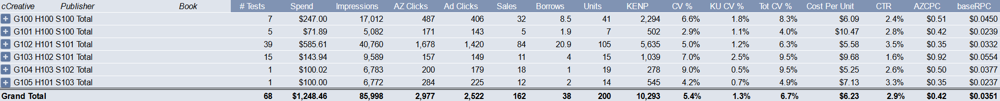 cCreative Publisher Book # Tests Spend Impressions AZ Clicks Ad Clicks Sales Borrows Units KENP CV % KU CV % Tot CV % Cost Per Unit CTR AZCPC baseRPC
G100 H100 S100 Total 7 $247.00 17,012 487 406 32 8.5 41 2,294 6.6% 1.8% 8.3% $6.09 2.4% $0.51 $0.0450
G101 H100 S100 Total 5 $71.89 5,082 171 143 5 1.9 7 502 2.9% 1.1% 4.0% $10.47 2.8% $0.42 $0.0239
G102 H101 S101 Total 39 $585.61 40,760 1,678 1,420 84 20.9 105 5,635 5.0% 1.2% 6.3% $5.58 3.5% $0.35 $0.0332
G103 H102 S101 Total 15 $143.94 9,589 157 149 11 4 15 1,039 7.0% 2.5% 9.5% $9.68 1.6% $0.92 $0.0554
G104 H103 S102 Total 1 $100.02 6,783 200 179 18 1 19 278 9.0% 0.5% 9.5% $5.25 2.6% $0.50 $0.0377
G105 H101 S103 Total 1 $100.00 6,772 284 225 12 2 14 545 4.2% 0.7% 4.9% $7.13 3.3% $0.35 $0.0237
Grand Total 68 $1,248.46 85,998 2,977 2,522 162 38 200 10,293 5.4% 1.3% 6.7% $6.23 2.9% $0.42 $0.0351